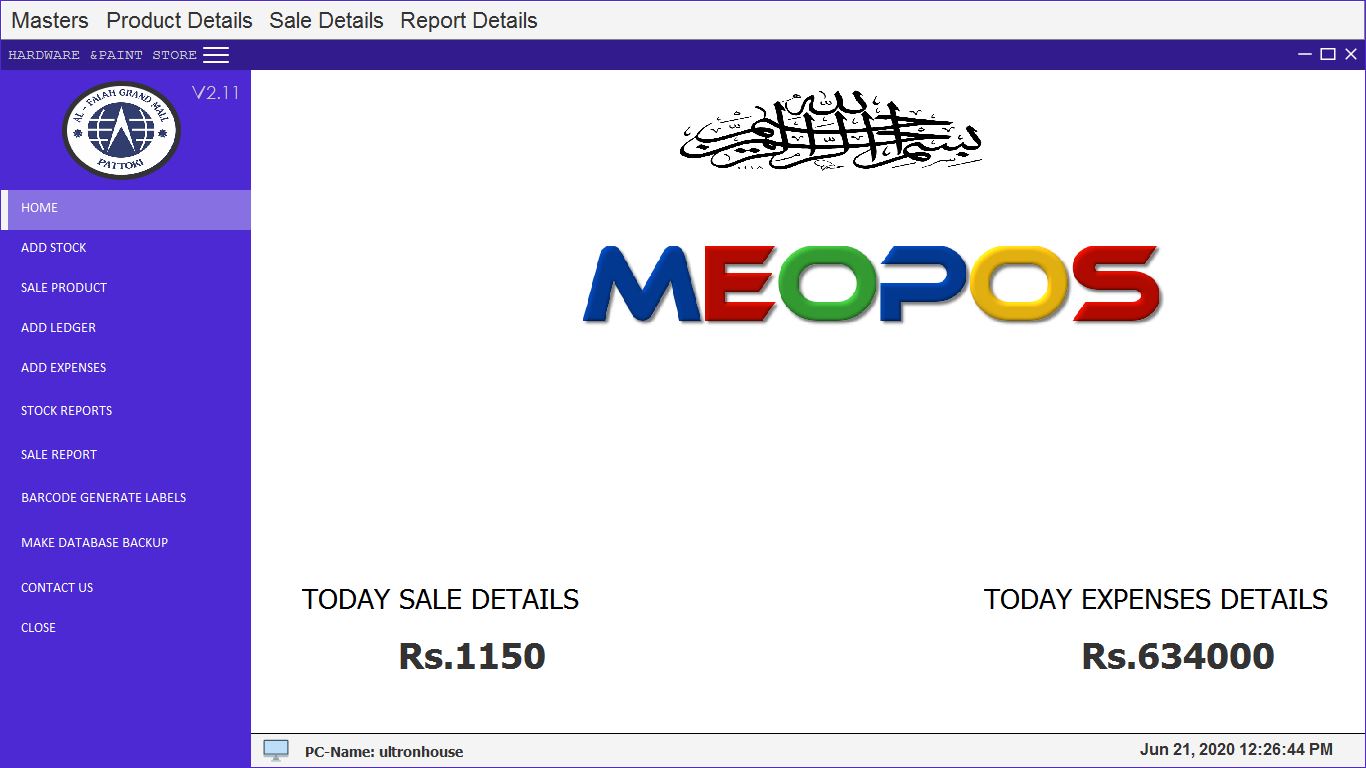 Masters Product Details Sale Details Report Details
HARDWARE &PAINT STORE
V2.11
AL - FALAH GRAND MALL
PATTOKI
بسم الله الرحمن الرحيم
HOME
ADD STOCK
SALE PRODUCT
ADD LEDGER
ADD EXPENSES
STOCK REPORTS
SALE REPORT
BARCODE GENERATE LABELS
MAKE DATABASE BACKUP
CONTACT US
CLOSE
MEOPOS
TODAY SALE DETAILS
Rs.1150
TODAY EXPENSES DETAILS
Rs.634000
PC-Name: ultronhouse
Jun 21, 2020 12:26:44 PM